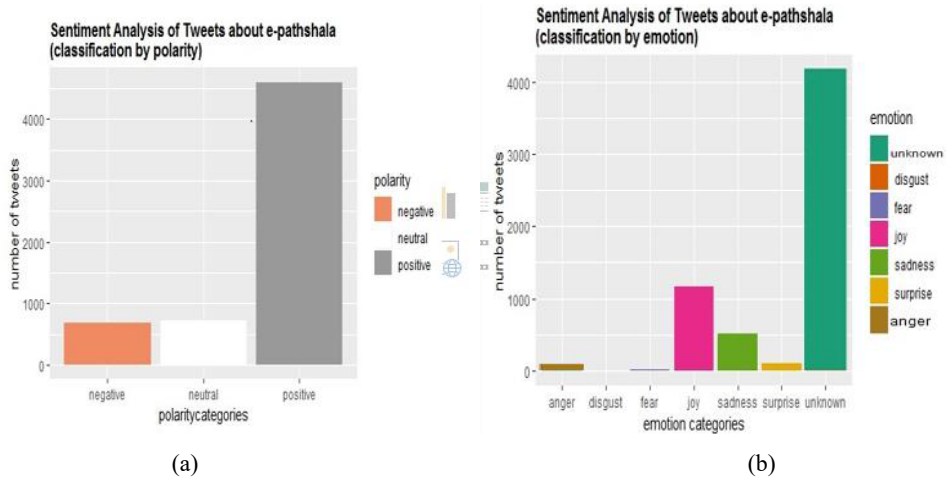 Sentiment Analysis of Tweets about e-pathshala
(classification by polarity)
number of tweets
4000
3000
2000
1000
0
negative
neutral
positive
polaritycategories
polarity
negative
neutral
positive
(a)
Sentiment Analysis of Tweets about e-pathshala
(classification by emotion)
number of tweets
4000
3000
2000
1000
0
anger
disgust
fear
joy
sadness
surprise
unknown
emotion categories
emotion
unknown
disgust
fear
joy
sadness
surprise
anger
(b)